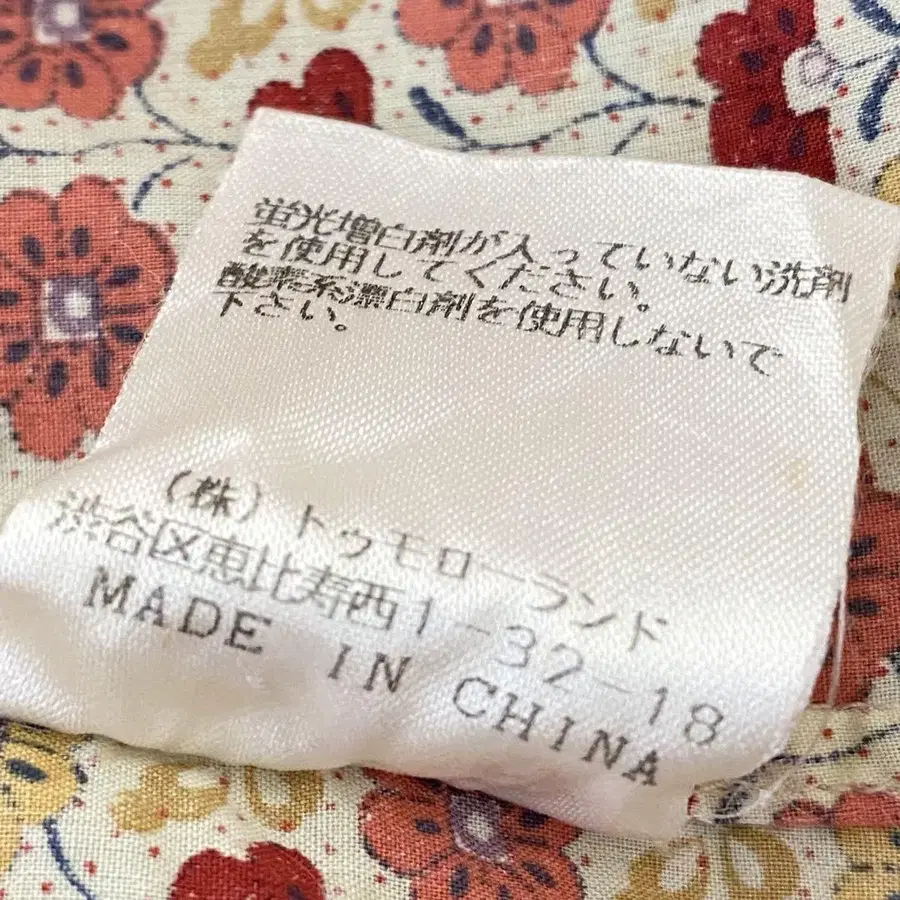 蛍光増白剤が入っていない洗剤
を使用してください。
酸素系漂白剤を使用しないで
下さい。
(株)トゥモローランド
渋谷区恵比寿西1-32-18
MADE IN CHINA